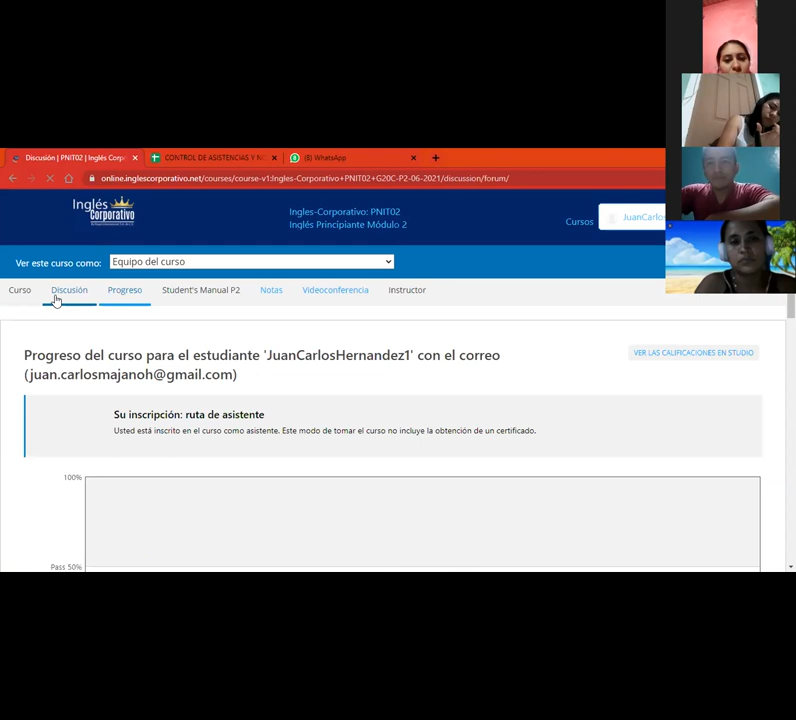 Discusión | PNIT02 | Inglés Corp
CONTROL DE ASISTENCIAS Y NO
(8) WhatsApp
online.inglescorporativo.net/courses/course-v1:Ingles-Corporativo+PNIT02+G20C-P2-06-2021/discussion/forum/
Inglés
Corporativo
Ingles-Corporativo: PNIT02
Inglés Principiante Módulo 2
Cursos
JuanCarlo
Ver este curso como:
Equipo del curso
Curso
Discusión
Progreso
Student's Manual P2
Notas
Videoconferencia
Instructor
Progreso del curso para el estudiante 'JuanCarlosHernandez1' con el correo
(juan.carlosmajanoh@gmail.com)
VER LAS CALIFICACIONES EN STUDIO
Su inscripción: ruta de asistente
Usted está inscrito en el curso como asistente. Este modo de tomar el curso no incluye la obtención de un certificado.
100%
Pass 50%